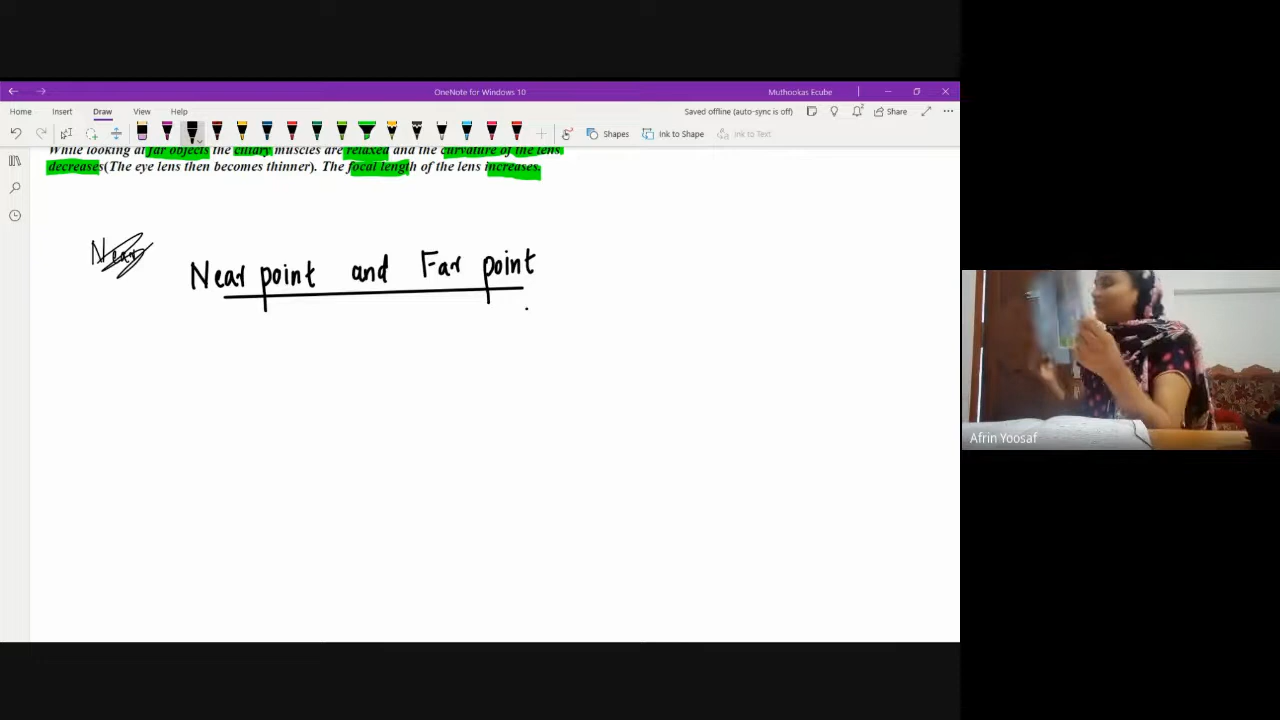 OneNote for Windows 10
Muthookas Ecube
Home Insert Draw View Help
Saved offline (auto-sync is off)
Share
Shapes
Ink to Shape
Ink to Text
While looking at far objects the ciliary muscles are relaxed and the curvature of the lens
decreases(The eye lens then becomes thinner). The focal length of the lens increases.
Near
Near point and Far point
Afrin Yoosaf